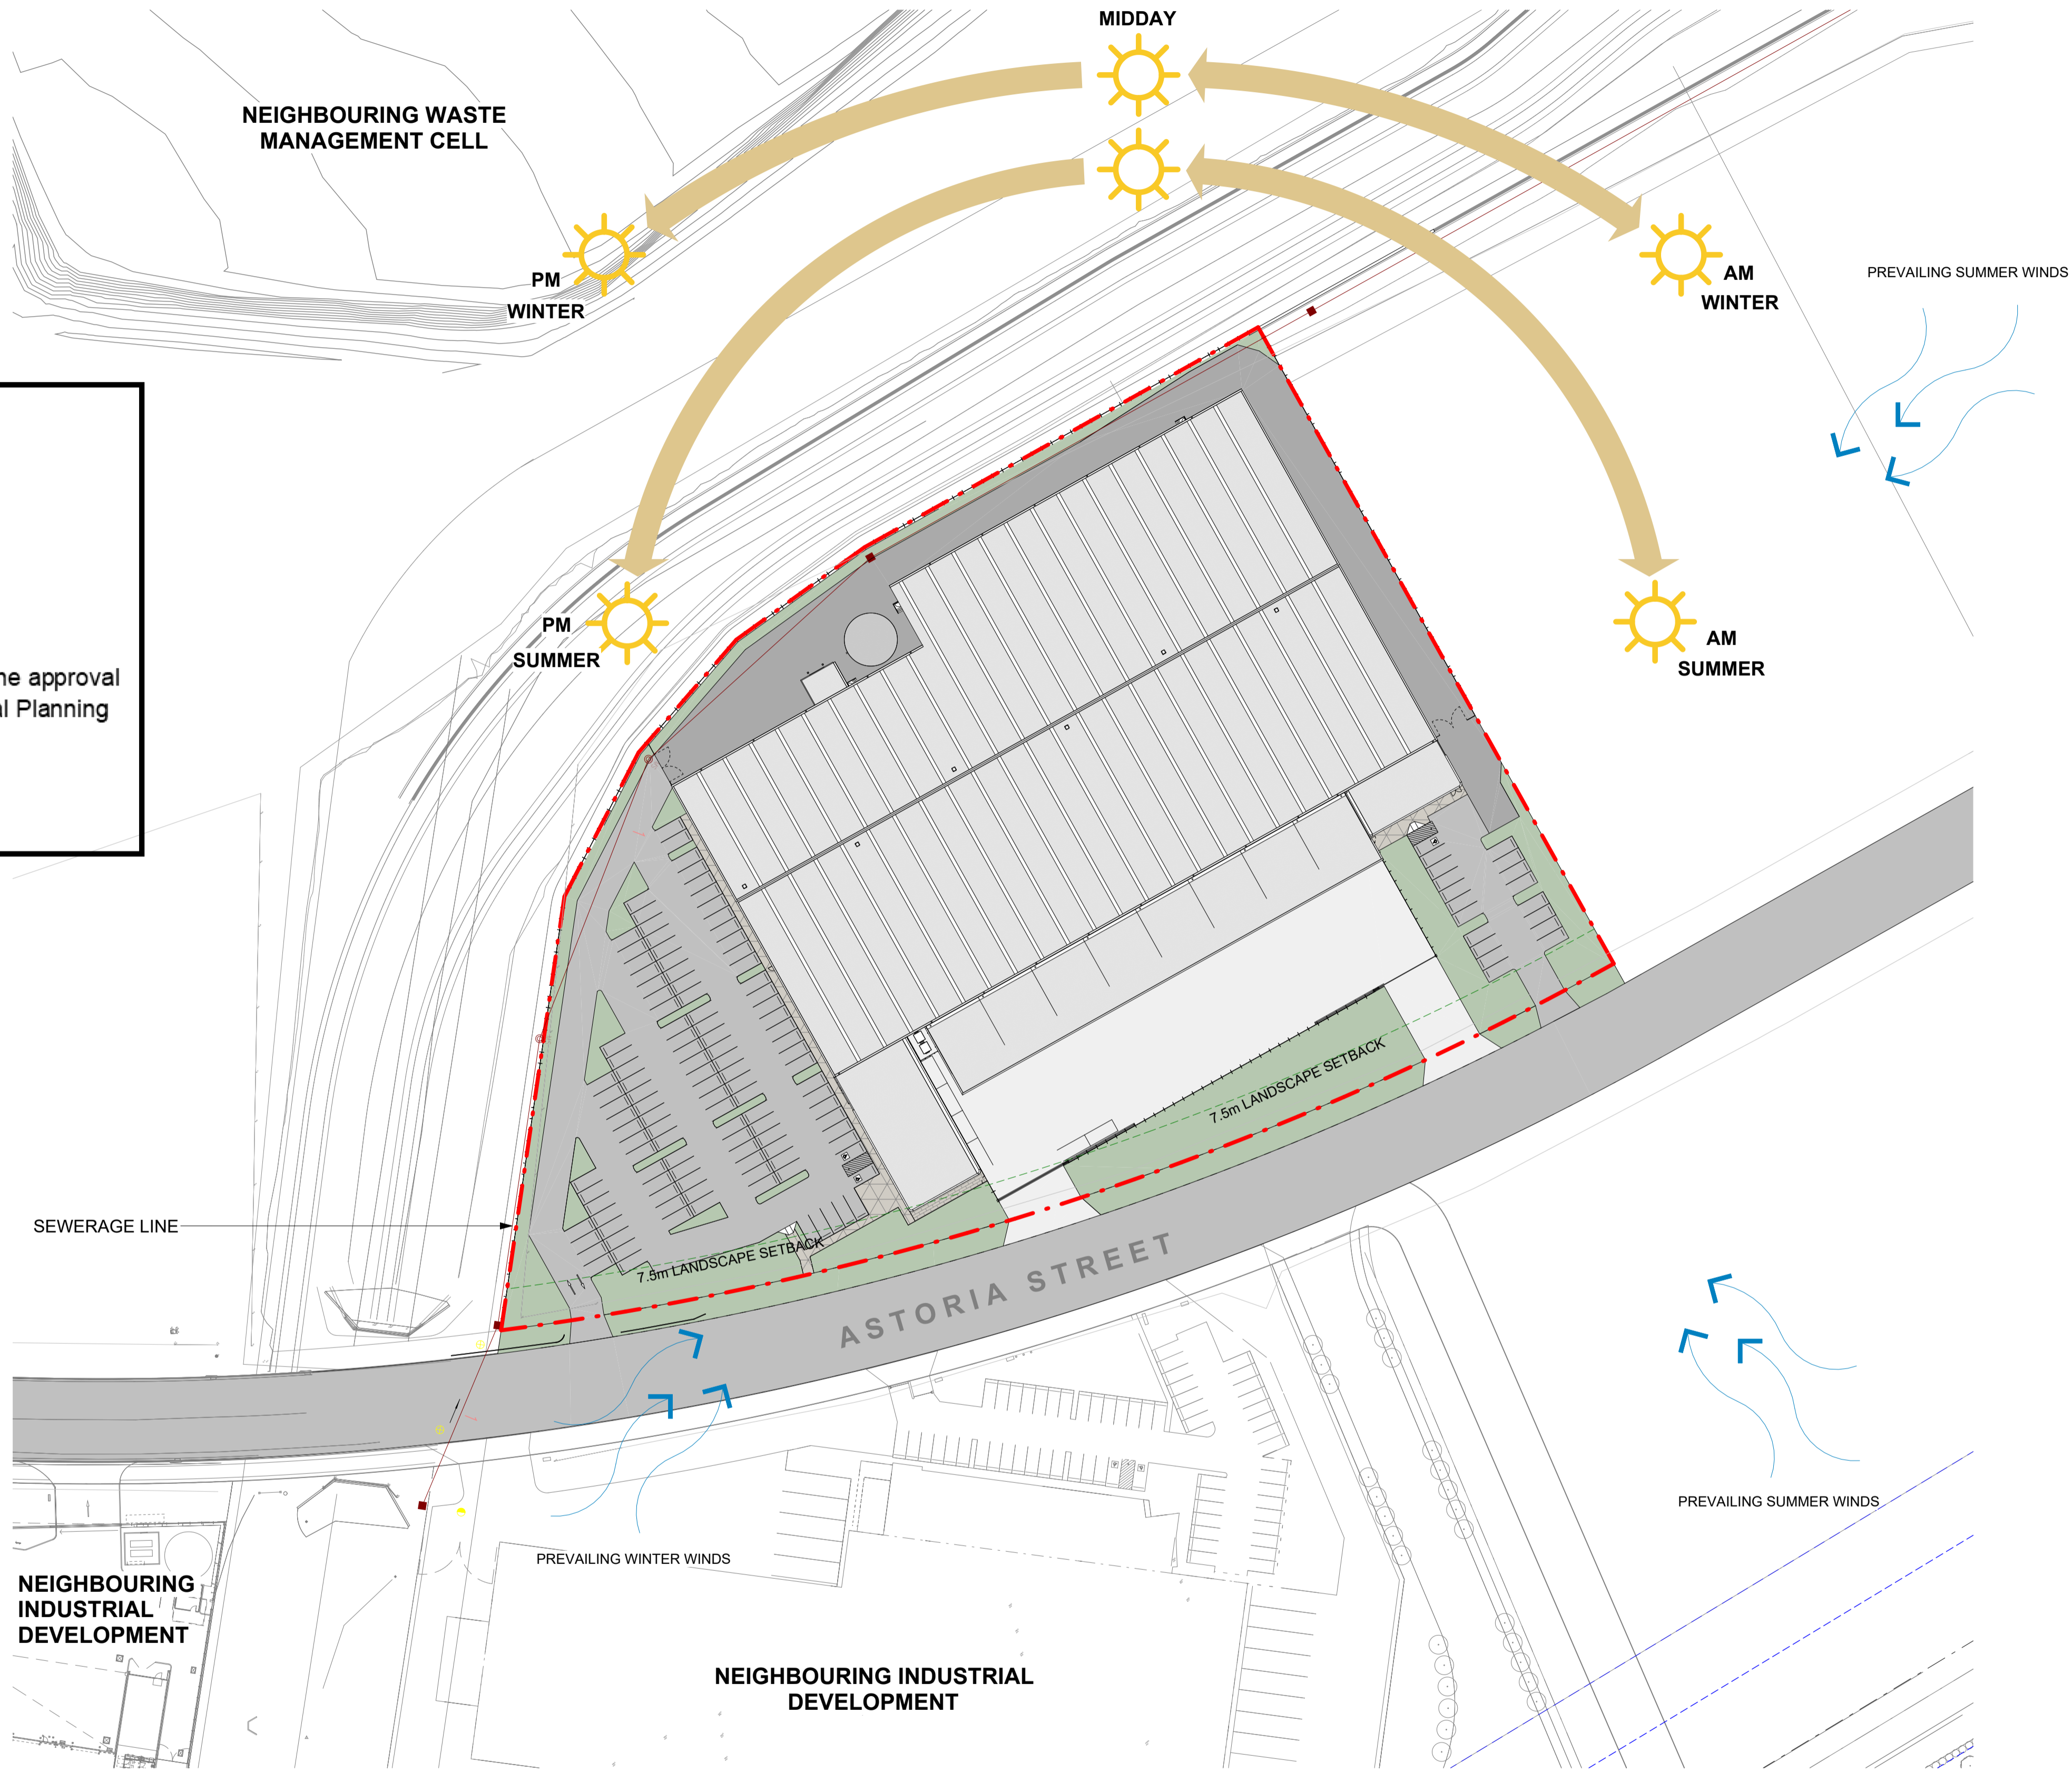 MIDDAY
NEIGHBOURING WASTE
MANAGEMENT CELL
PM
WINTER
AM
WINTER
PREVAILING SUMMER WINDS
PM
SUMMER
AM
SUMMER
approval
Planning
7.5m LANDSCAPE SETBACK
SEWERAGE LINE
7.5m LANDSCAPE SETBACK
ASTORIA STREET
PREVAILING SUMMER WINDS
PREVAILING WINTER WINDS
NEIGHBOURING
INDUSTRIAL
DEVELOPMENT
NEIGHBOURING INDUSTRIAL
DEVELOPMENT